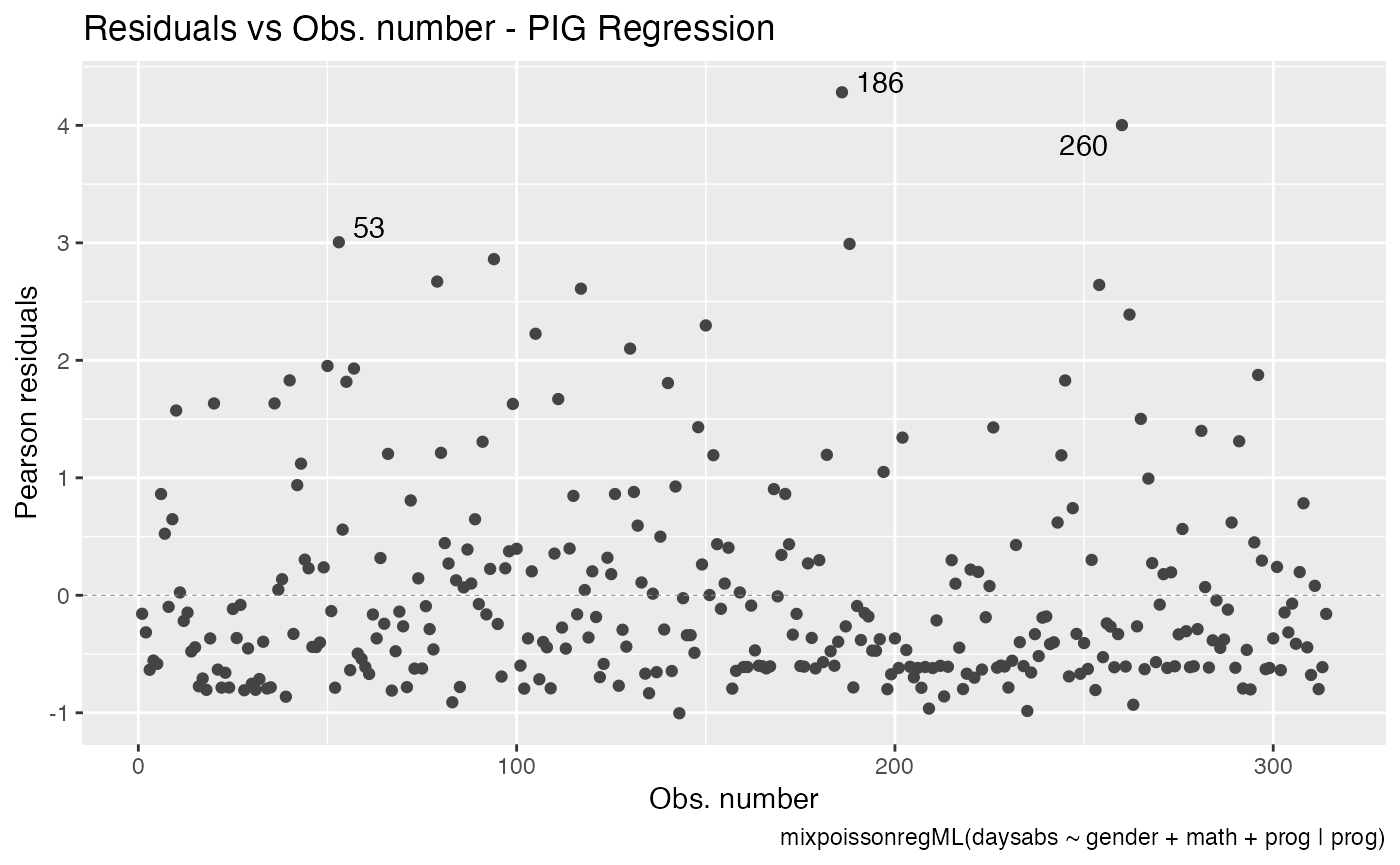 Residuals vs Obs. number - PIG Regression
186
4
260
53
3
Pearson residuals
2
1
0
-1
0 100 200 300
Obs. number
mixpoissonregML(daysabs ~ gender + math + prog | prog)